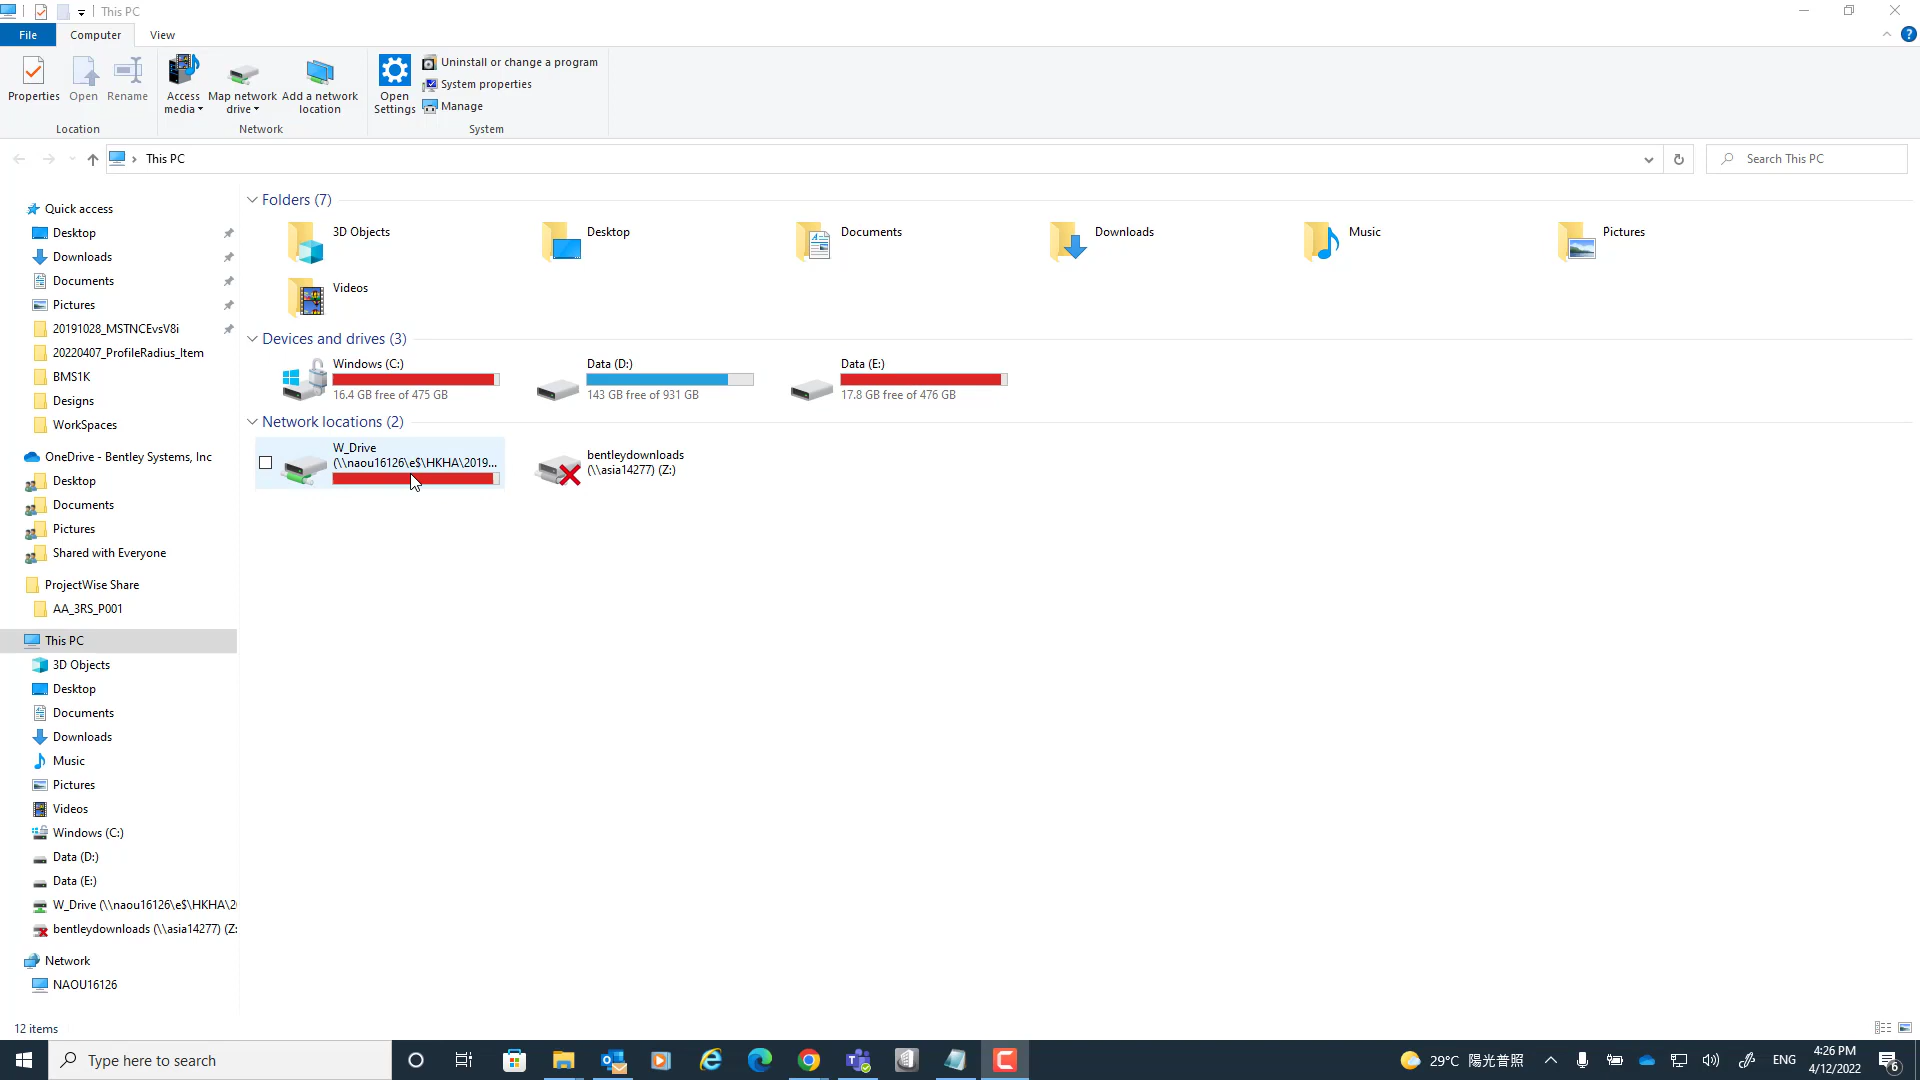 This PC
File
Computer
View
Properties
Open
Rename
Access media
Map network drive
Add a network location
Open Settings
Uninstall or change a program
System properties
Manage
Location
Network
System
This PC
Search This PC
Quick access
Desktop
Downloads
Documents
Pictures
20191028_MSTNCEvsV8i
20220407_ProfileRadius_Item
BMS1K
Designs
WorkSpaces
OneDrive - Bentley Systems, Inc
Desktop
Documents
Pictures
Shared with Everyone
ProjectWise Share
AA_3RS_P001
This PC
3D Objects
Desktop
Documents
Downloads
Music
Pictures
Videos
Windows (C:)
Data (D:)
Data (E:)
W_Drive (\\naou16126\e$\HKHA\2
bentleydownloads (\\asia14277) (Z:
Network
NAOU16126
Folders (7)
3D Objects
Desktop
Documents
Downloads
Music
Pictures
Videos
Devices and drives (3)
Windows (C:)
16.4 GB free of 475 GB
Data (D:)
143 GB free of 931 GB
Data (E:)
17.8 GB free of 476 GB
Network locations (2)
W_Drive
(\\naou16126\e$\HKHA\2019...
bentleydownloads
(\\asia14277) (Z:)
12 items
Type here to search
29°C 陽光普照
ENG
4:26 PM
4/12/2022
6